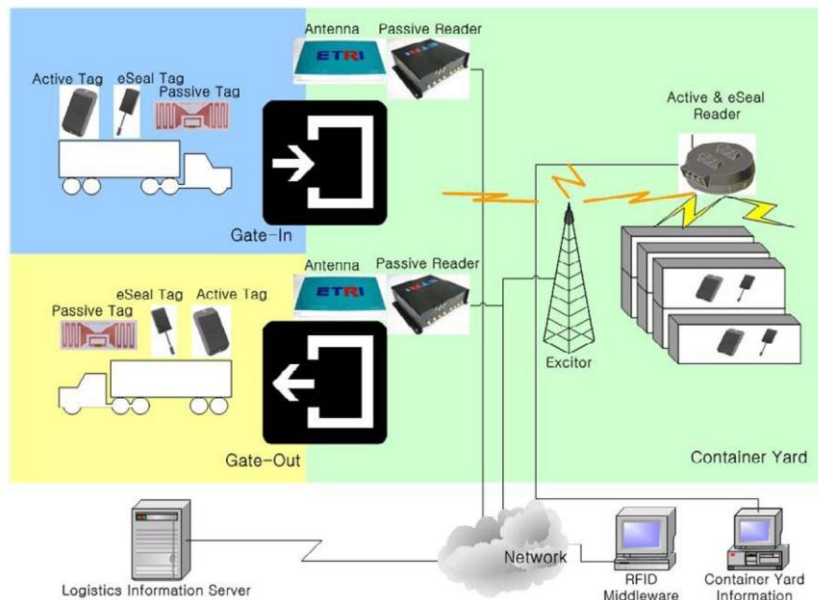 Antenna
Passive Reader
ETRI
ETRI
Active Tag
eSeal Tag
Passive Tag
Active & eSeal
Reader
Gate-In
Antenna
Passive Reader
ETRI
ETRI
eSeal Tag
Active Tag
Passive Tag
Excitor
Gate-Out
Container Yard
Network
Logistics Information Server
RFID
Middleware
Container Yard
Information